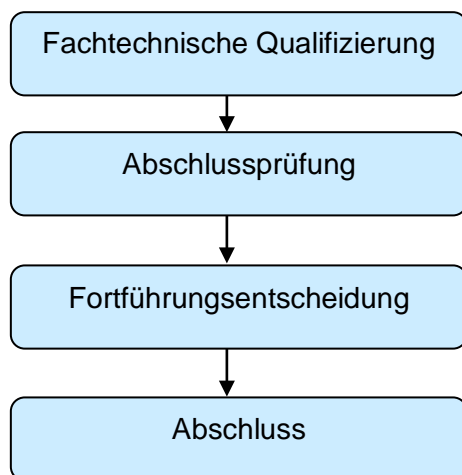 Fachtechnische Qualifizierung
Abschlussprüfung
Fortführungsentscheidung
Abschluss